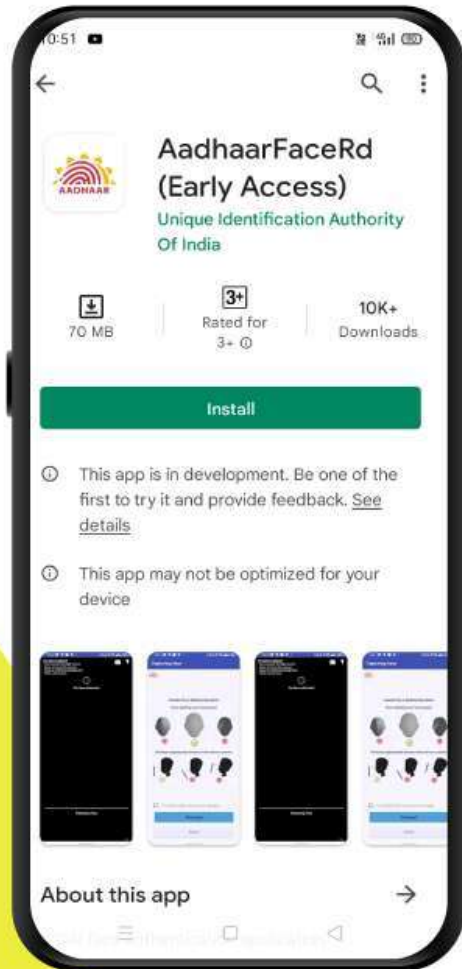 10:51
AADHAAR
AadhaarFaceRd
(Early Access)
Unique Identification Authority
Of India
70 MB
3+
Rated for
3+
10K+
Downloads
Install
This app is in development. Be one of the
first to try it and provide feedback. See
details
This app may not be optimized for your
device
About this app